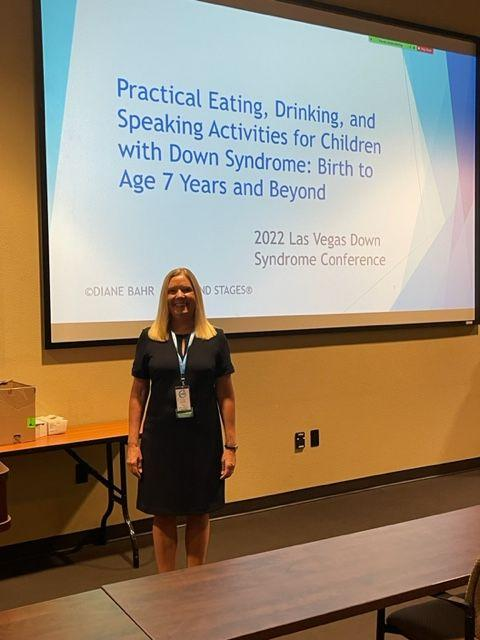 Practical Eating, Drinking, and
Speaking Activities for Children
with Down Syndrome: Birth to
Age 7 Years and Beyond
2022 Las Vegas Down
Syndrome Conference
©DIANE BAHR ND STAGES®